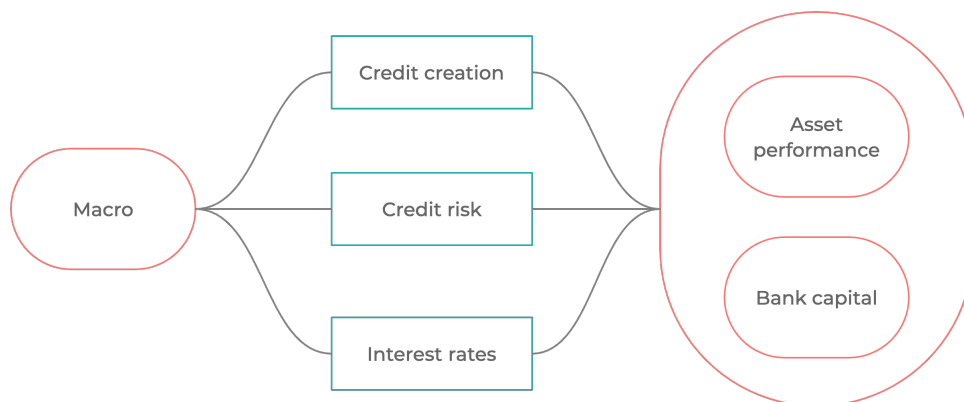 Macro
Credit creation
Credit risk
Interest rates
Asset
performance
Bank capital